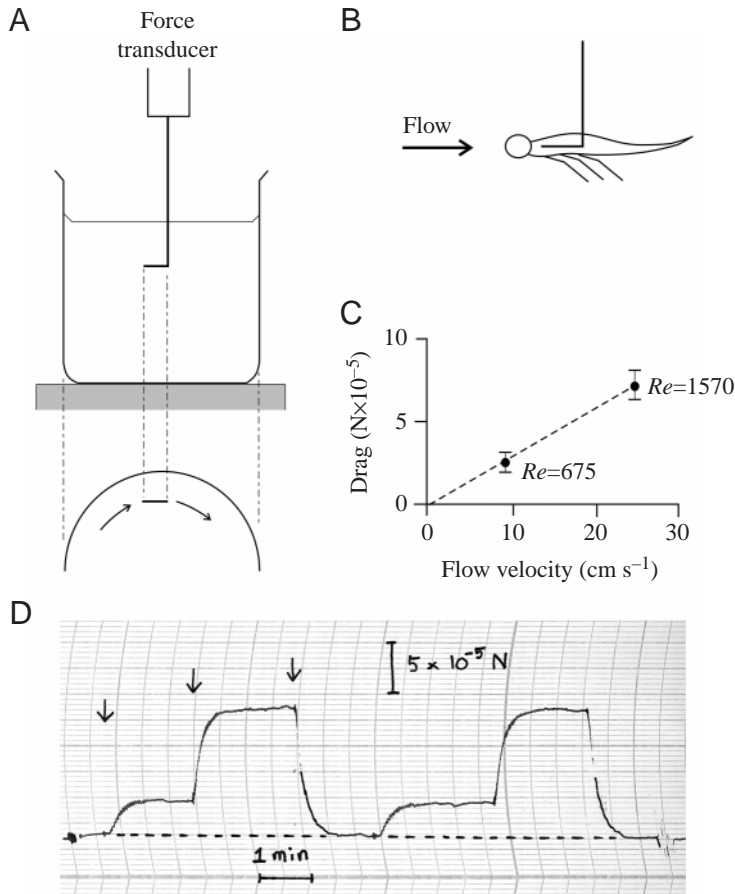 A
Force
transducer
B
Flow
C
Drag (N×10⁻⁵)
10
5
0
0
10
20
30
Re=1570
Re=675
Flow velocity (cm s⁻¹)
D
5 × 10⁻⁵ N
1 min